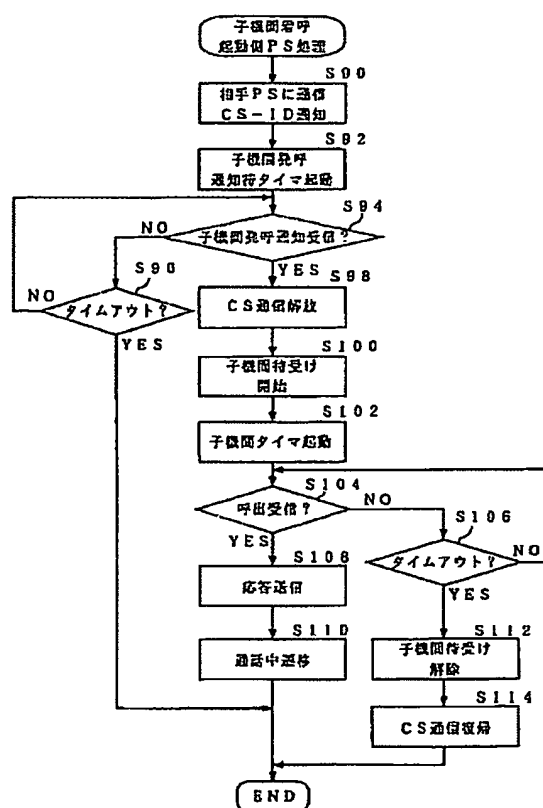 子機間着呼
起動側PS処理
S90
相手PSに通信
CS-ID通知
S92
子機間発呼
通知待タイマ起動
S94
子機間発呼通知受信?
NO
YES
S96
タイムアウト?
NO
YES
S98
CS通信解放
S100
子機間待受け
開始
S102
子機間タイマ起動
S104
呼出受信?
NO
YES
S106
タイムアウト?
NO
YES
S108
応答送信
S110
通話中遷移
S112
子機間待受け
解除
S114
CS通信復帰
END